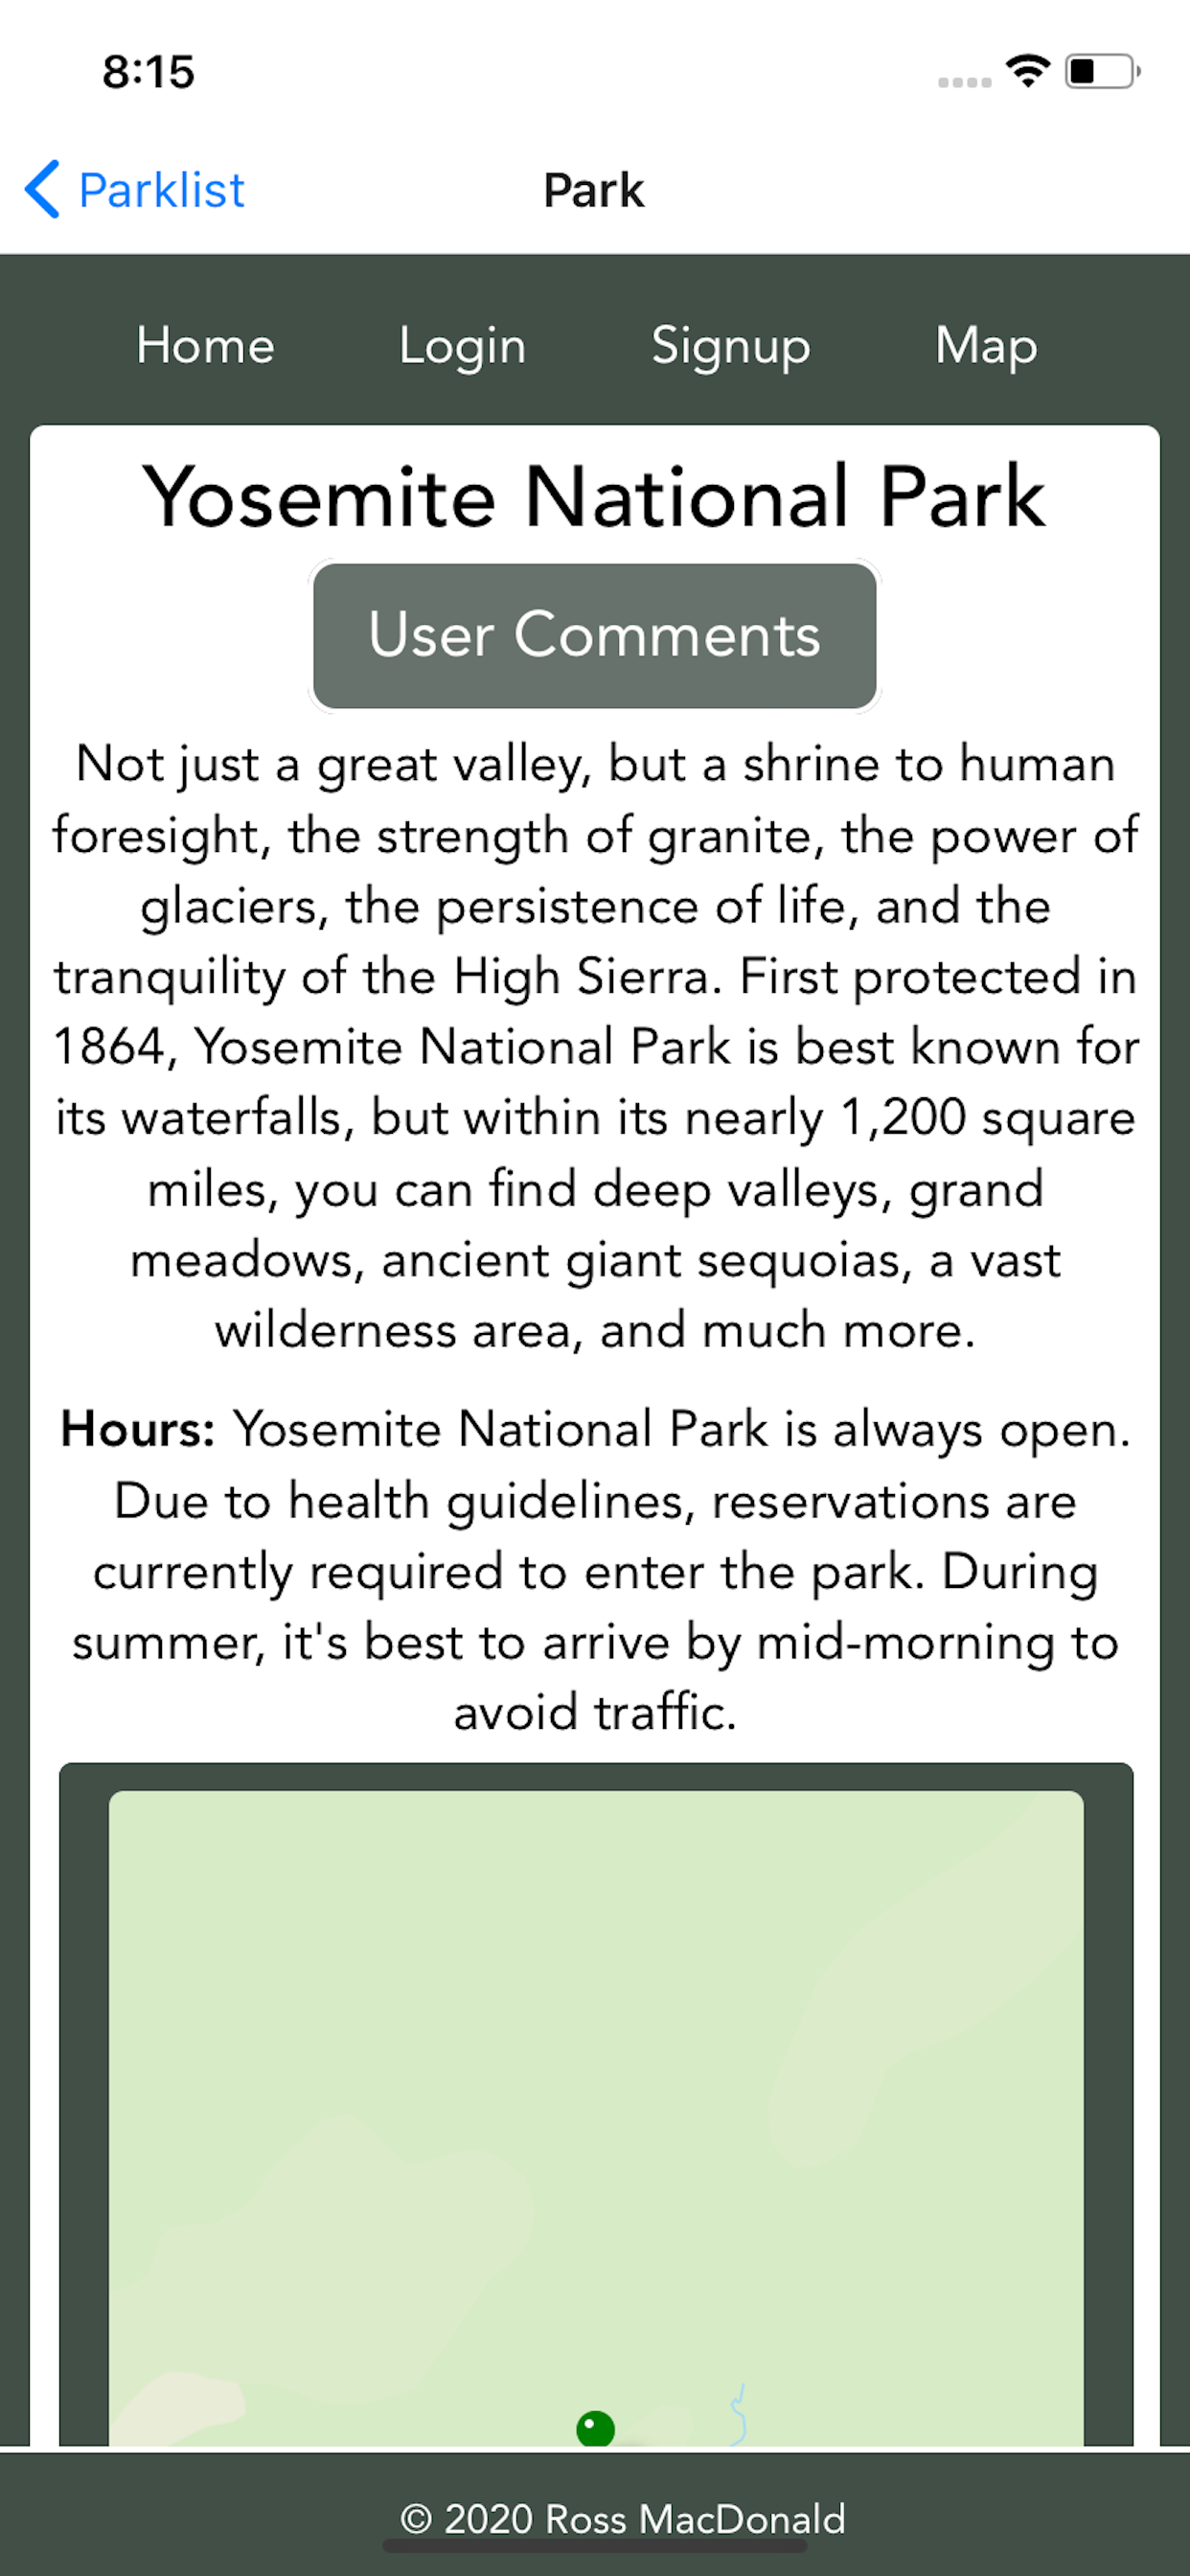 8:15
Parklist
Park
Home Login Signup Map
Yosemite National Park
User Comments
Not just a great valley, but a shrine to human
foresight, the strength of granite, the power of
glaciers, the persistence of life, and the
tranquility of the High Sierra. First protected in
1864, Yosemite National Park is best known for
its waterfalls, but within its nearly 1,200 square
miles, you can find deep valleys, grand
meadows, ancient giant sequoias, a vast
wilderness area, and much more.
Hours: Yosemite National Park is always open.
Due to health guidelines, reservations are
currently required to enter the park. During
summer, it's best to arrive by mid-morning to
avoid traffic.
© 2020 Ross MacDonald